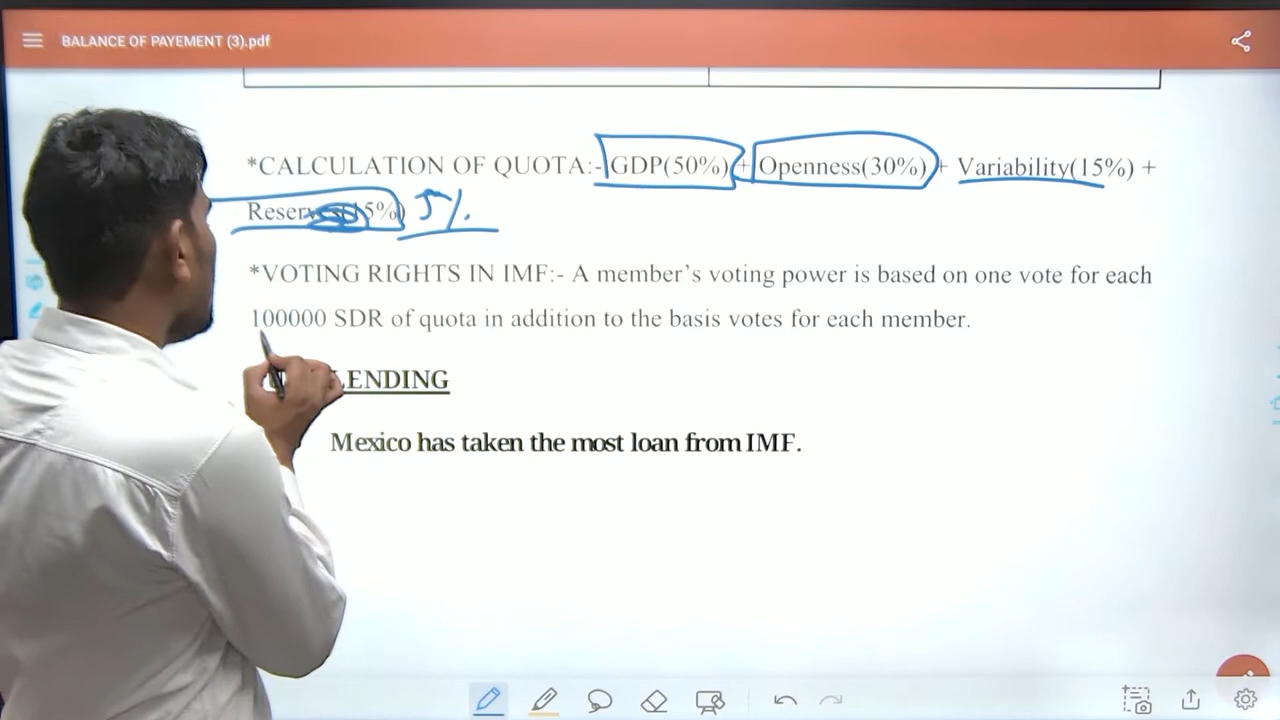 BALANCE OF PAYEMENT (3).pdf
*CALCULATION OF QUOTA:- GDP(50%) + Openness(30%) + Variability(15%) +
5%) 5%
*VOTING RIGHTS IN IMF:- A member's voting power is based on one vote for each
100000 SDR of quota in addition to the basis votes for each member.
LENDING
Mexico has taken the most loan from IMF.